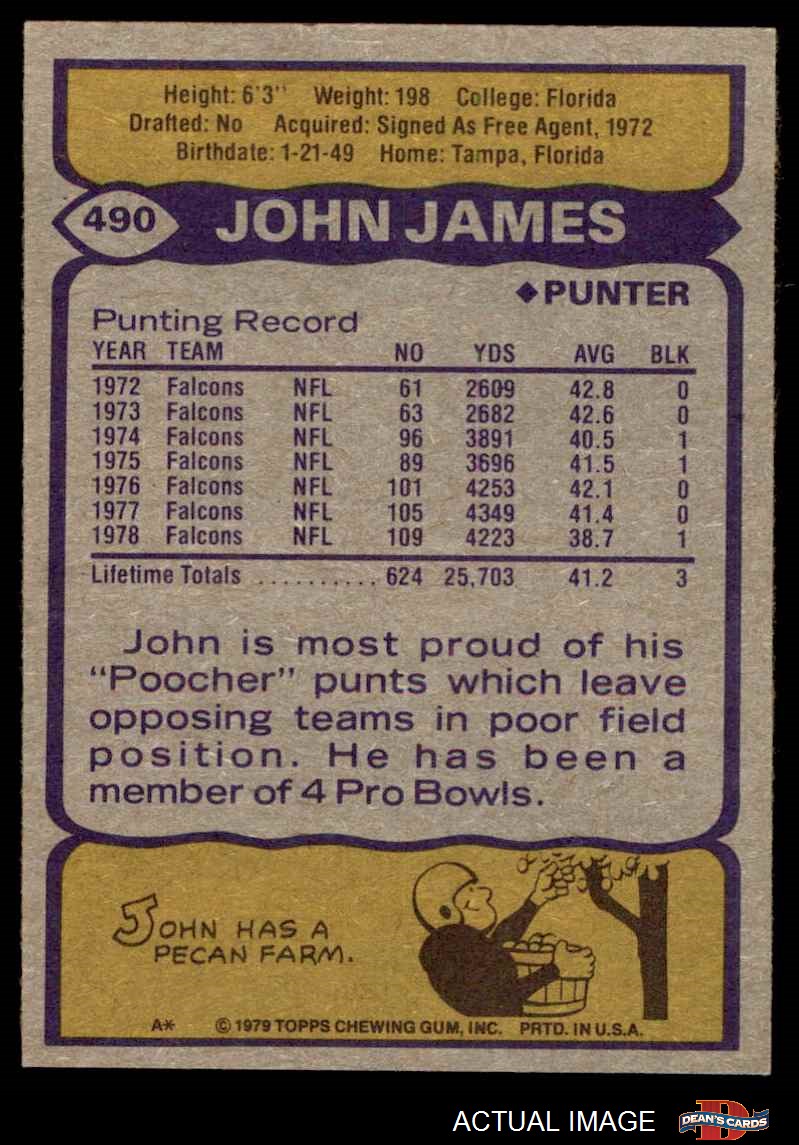 Height: 6'3" Weight: 198 College: Florida
Drafted: No Acquired: Signed As Free Agent, 1972
Birthdate: 1-21-49 Home: Tampa, Florida
490 JOHN JAMES
◆PUNTER
Punting Record
YEAR TEAM NO YDS AVG BLK
1972 Falcons NFL 61 2609 42.8 0
1973 Falcons NFL 63 2682 42.6 0
1974 Falcons NFL 96 3891 40.5 1
1975 Falcons NFL 89 3696 41.5 1
1976 Falcons NFL 101 4253 42.1 0
1977 Falcons NFL 105 4349 41.4 0
1978 Falcons NFL 109 4223 38.7 1
Lifetime Totals .......... 624 25,703 41.2 3
John is most proud of his
"Poocher" punts which leave
opposing teams in poor field
position. He has been a
member of 4 Pro Bowls.
JOHN HAS A
PECAN FARM.
A* © 1979 TOPPS CHEWING GUM, INC. PRTD. IN U.S.A.
ACTUAL IMAGE
DEAN'S CARDS